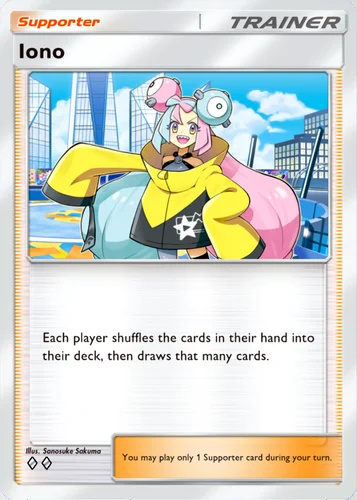 Supporter
TRAINER
Iono
Each player shuffles the cards in their hand into
their deck, then draws that many cards.
Illus. Sanosuke Sakuma
You may play only 1 Supporter card during your turn.